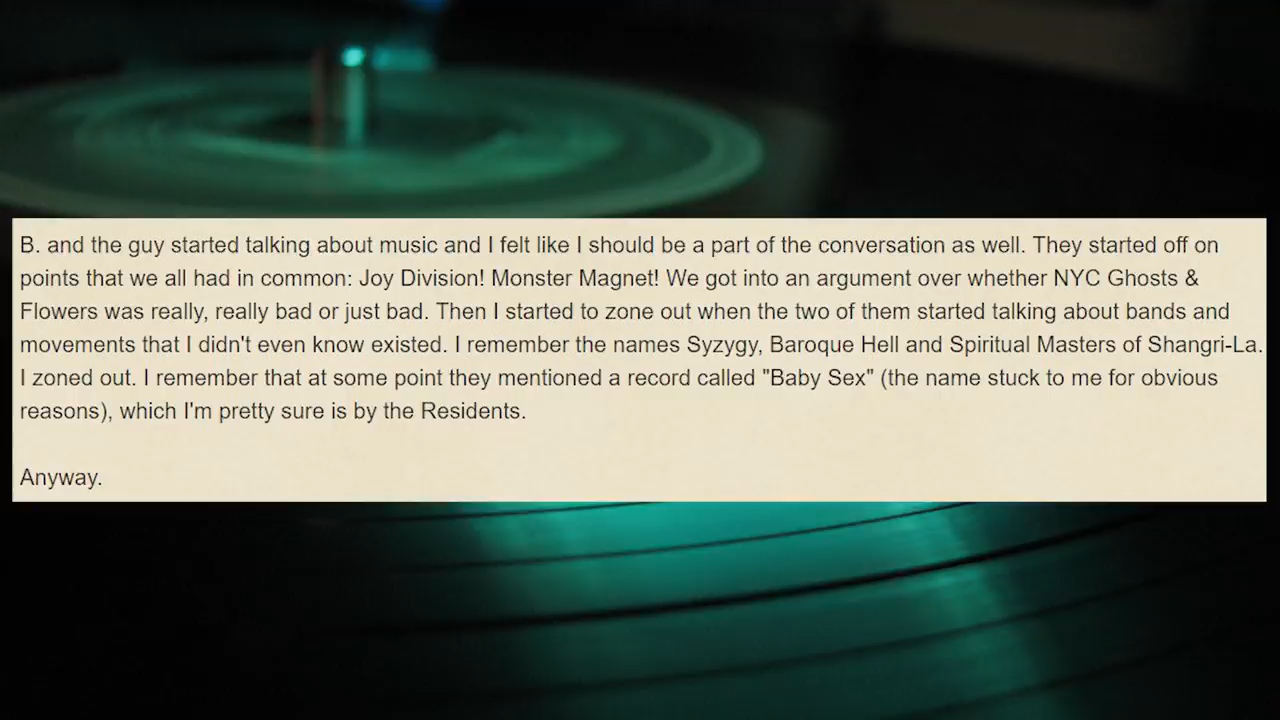 B. and the guy started talking about music and I felt like I should be a part of the conversation as well. They started off on
points that we all had in common: Joy Division! Monster Magnet! We got into an argument over whether NYC Ghosts &
Flowers was really, really bad or just bad. Then I started to zone out when the two of them started talking about bands and
movements that I didn't even know existed. I remember the names Syzygy, Baroque Hell and Spiritual Masters of Shangri-La.
I zoned out. I remember that at some point they mentioned a record called "Baby Sex" (the name stuck to me for obvious
reasons), which I'm pretty sure is by the Residents.
Anyway.